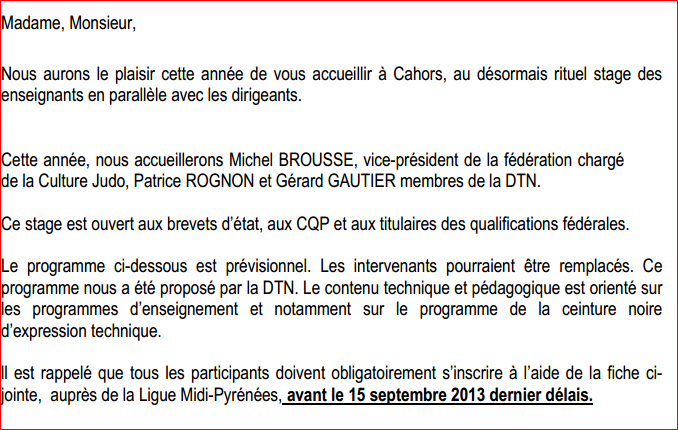 Madame, Monsieur,
Nous aurons le plaisir cette année de vous accueillir à Cahors, au désormais rituel stage des
enseignants en parallèle avec les dirigeants.
Cette année, nous accueillerons Michel BROUSSE, vice-président de la fédération chargé
de la Culture Judo, Patrice ROGNON et Gérard GAUTIER membres de la DTN.
Ce stage est ouvert aux brevets d'état, aux CQP et aux titulaires des qualifications fédérales.
Le programme ci-dessous est prévisionnel. Les intervenants pourraient être remplacés. Ce
programme nous a été proposé par la DTN. Le contenu technique et pédagogique est orienté sur
les programmes d'enseignement et notamment sur le programme de la ceinture noire
d'expression technique.
Il est rappelé que tous les participants doivent obligatoirement s'inscrire à l'aide de la fiche ci-
jointe, auprès de la Ligue Midi-Pyrénées, avant le 15 septembre 2013 dernier délais.